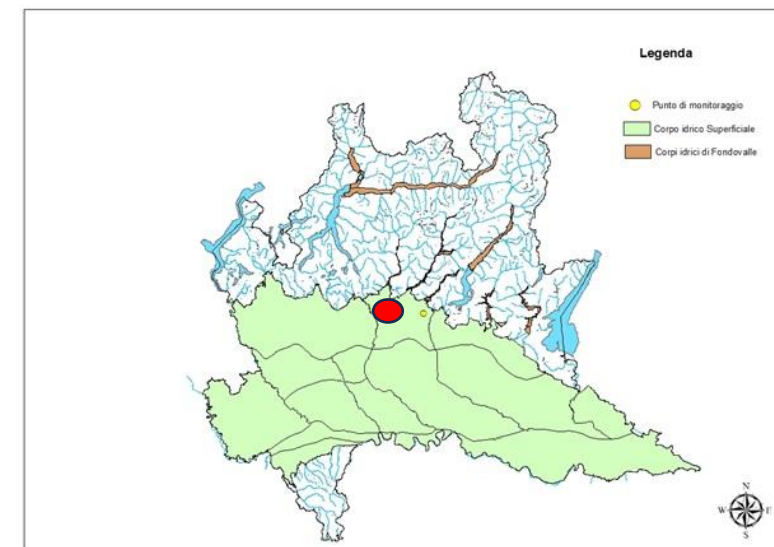 Legenda
Punto di monitoraggio
Corpo idrico Superficiale
Corpi idrici di Fondovalle
N
W E
S